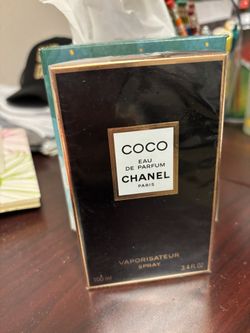 COCO
EAU
DE PARFUM
CHANEL
PARIS
VAPORISATEUR
SPRAY
100 ml 3.4 FL. OZ.